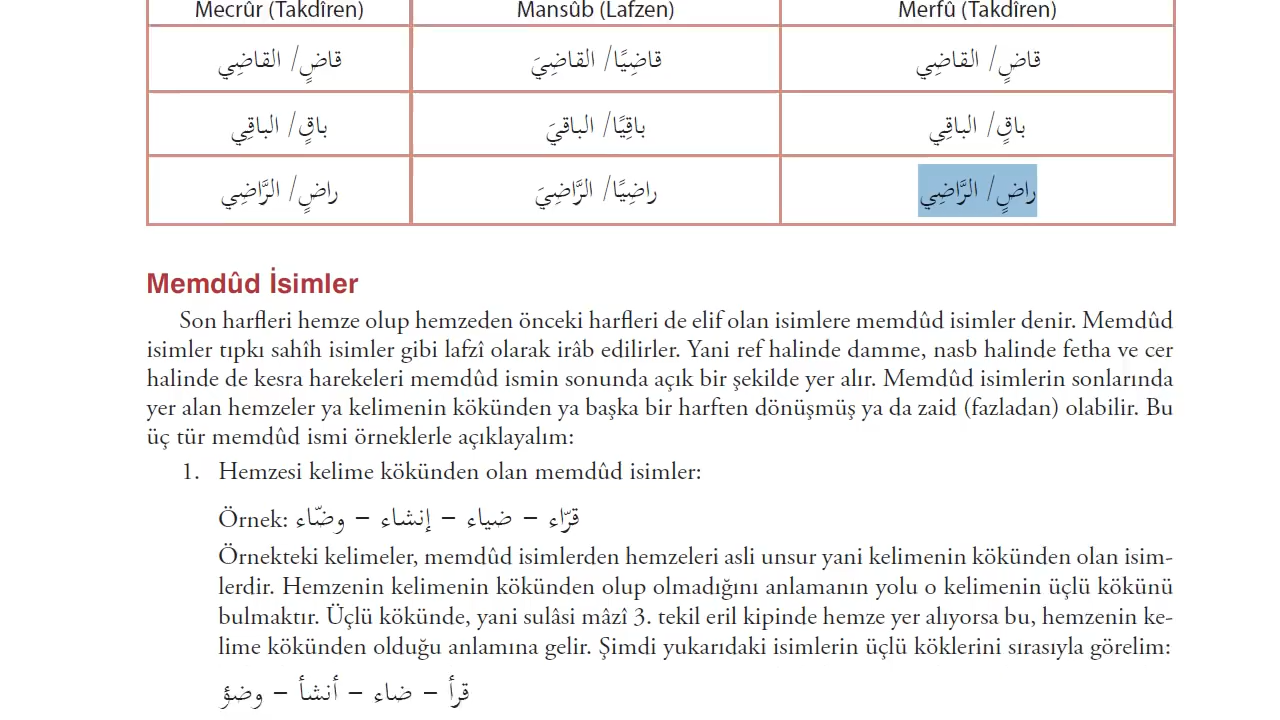 Mecrûr (Takdîren) Mansûb (Lafzen) Merfû (Takdîren)
قاضٍ/ القاضِي قاضِيًا/ القاضِيَ قاضٍ/ القاضِي
باقٍ/ الباقِي باقِيًا/ الباقيَ باقٍ/ الباقِي
راضٍ/ الرَّاضِي راضِيًا/ الرَّاضِيَ راضٍ/ الرَّاضِي
Memdûd İsimler
Son harfleri hemze olup hemzeden önceki harfleri de elif olan isimlere memdûd isimler denir. Memdûd
isimler tıpkı sahîh isimler gibi lafzî olarak irâb edilirler. Yani ref halinde damme, nasb halinde fetha ve cer
halinde de kesra harekeleri memdûd ismin sonunda açık bir şekilde yer alır. Memdûd isimlerin sonlarında
yer alan hemzeler ya kelimenin kökünden ya başka bir harften dönüşmüş ya da zaid (fazladan) olabilir. Bu
üç tür memdûd ismi örneklerle açıklayalım:
1. Hemzesi kelime kökünden olan memdûd isimler:
Örnek: قرّاء – ضياء – إنشاء – وضّاء
Örnekteki kelimeler, memdûd isimlerden hemzeleri asli unsur yani kelimenin kökünden olan isim-
lerdir. Hemzenin kelimenin kökünden olup olmadığını anlamanın yolu o kelimenin üçlü kökünü
bulmaktır. Üçlü kökünde, yani sulâsi mâzî 3. tekil eril kipinde hemze yer alıyorsa bu, hemzenin ke-
lime kökünden olduğu anlamına gelir. Şimdi yukarıdaki isimlerin üçlü köklerini sırasıyla görelim:
قرأ – ضاء – أنشأ – وضؤ